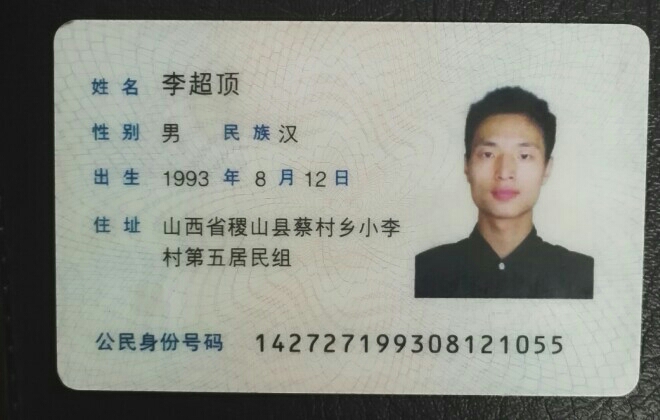 姓名 李超顶
性别 男 民族 汉
出生 1993 年 8 月 12 日
住址 山西省稷山县蔡村乡小李
村第五居民组
公民身份号码 142727199308121055